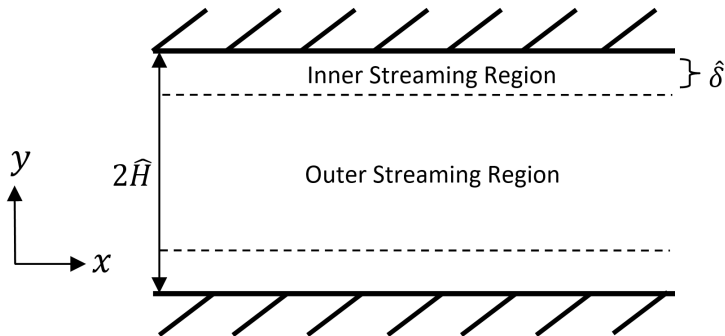 Inner Streaming Region
δ̂
y
2Ĥ
Outer Streaming Region
x